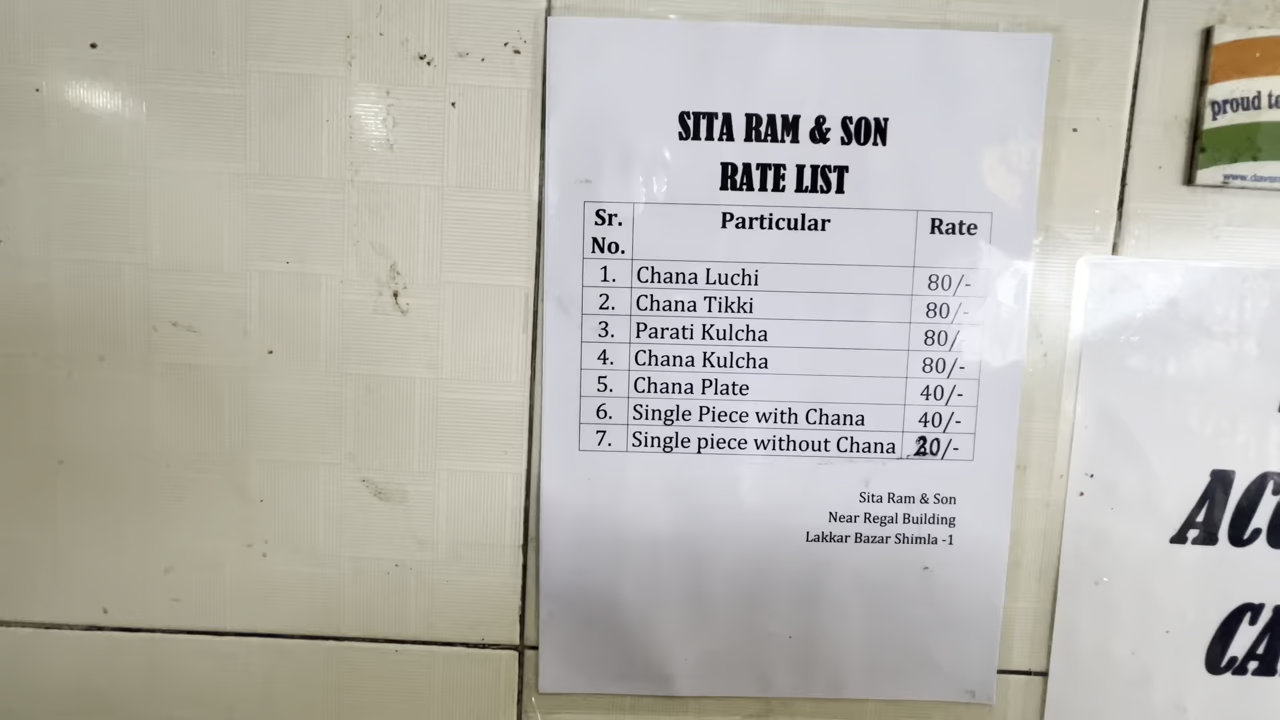 SITA RAM & SON
RATE LIST
Sr. No. Particular Rate
1. Chana Luchi 80/-
2. Chana Tikki 80/-
3. Parati Kulcha 80/-
4. Chana Kulcha 80/-
5. Chana Plate 40/-
6. Single Piece with Chana 40/-
7. Single piece without Chana
Sita Ram & Son
Near Regal Building
Lakkar Bazar Shimla -1
proud to